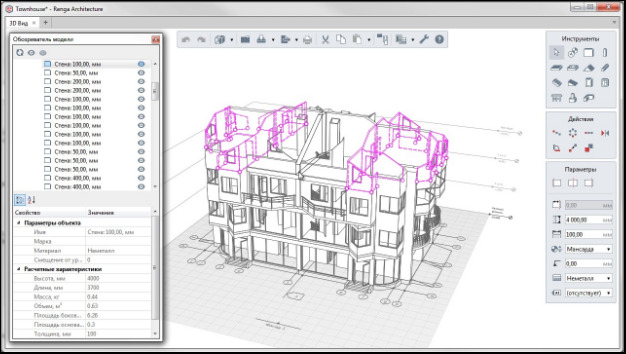 Townhouse* - Renga Architecture
3D Вид
Обозреватель модели
Стена:100,00, мм
Стена:50,00, мм
Стена:200,00, мм
Стена:200,00, мм
Стена:100,00, мм
Стена:100,00, мм
Стена:100,00, мм
Стена:100,00, мм
Стена:100,00, мм
Стена:50,00, мм
Стена:50,00, мм
Стена:400,00, мм
Стена:400,00, мм
Свойство Значение
Параметры объекта
Имя Стена:100,00, мм
Марка
Материал Неметалл
Смещение от ур... 0
Расчетные характеристики
Высота, мм 4000
Длина, мм 3700
Масса, кг 0.44
Объем, м³ 0.63
Площадь боков... 6.26
Площадь основа... 0.3
Толщина, мм 100
Инструменты
Действия
Параметры
0,00 мм
4 000,00 мм
100,00 мм
Мансарда
0,00 мм
Неметалл
(отсутствует)